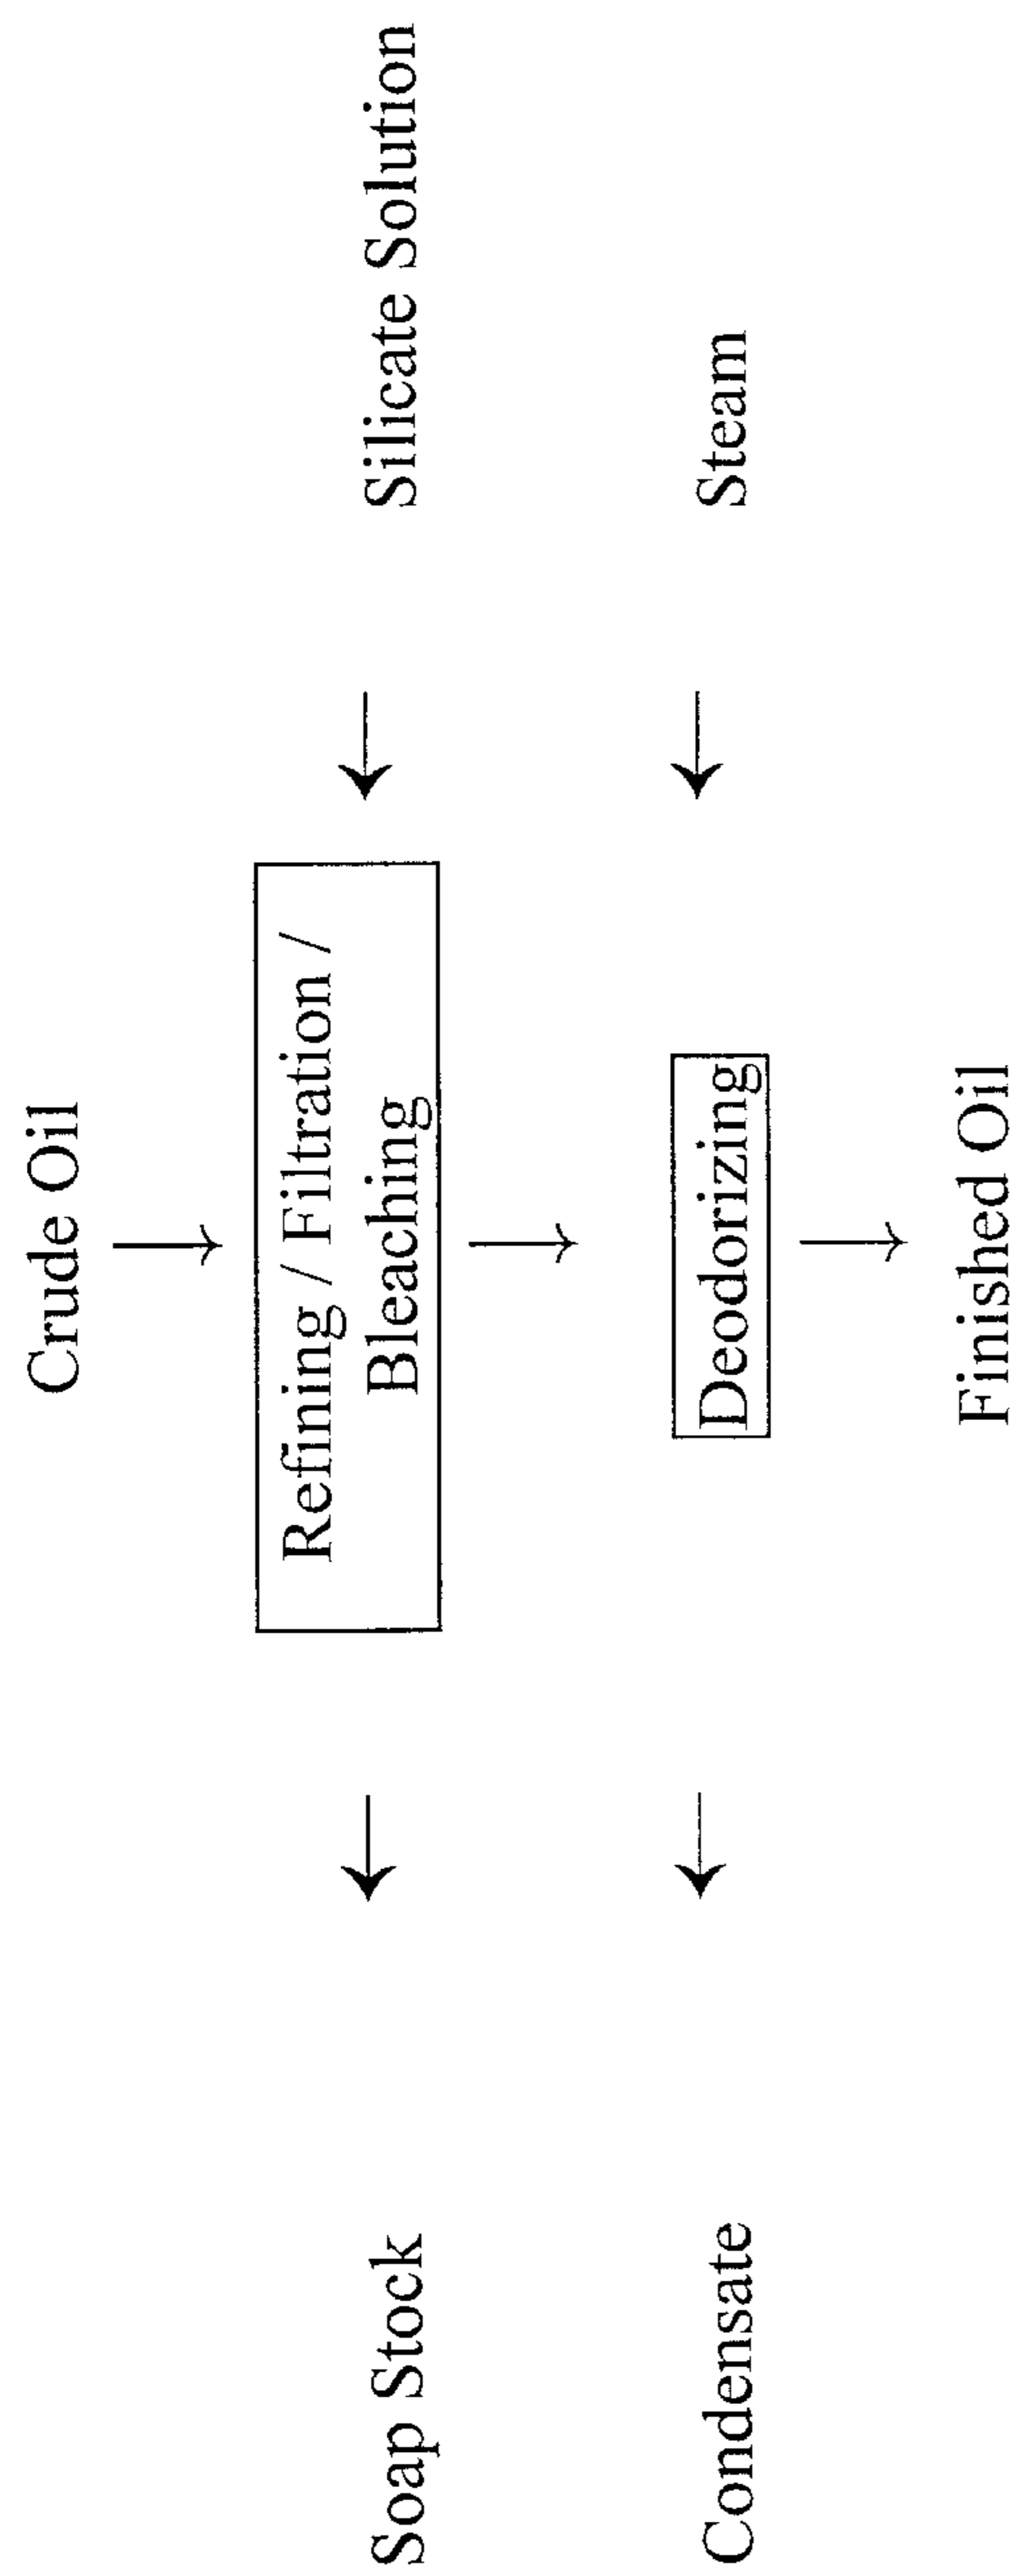 Crude Oil
Refining / Filtration /
Bleaching
Soap Stock
Silicate Solution
Deodorizing
Condensate
Steam
Finished Oil